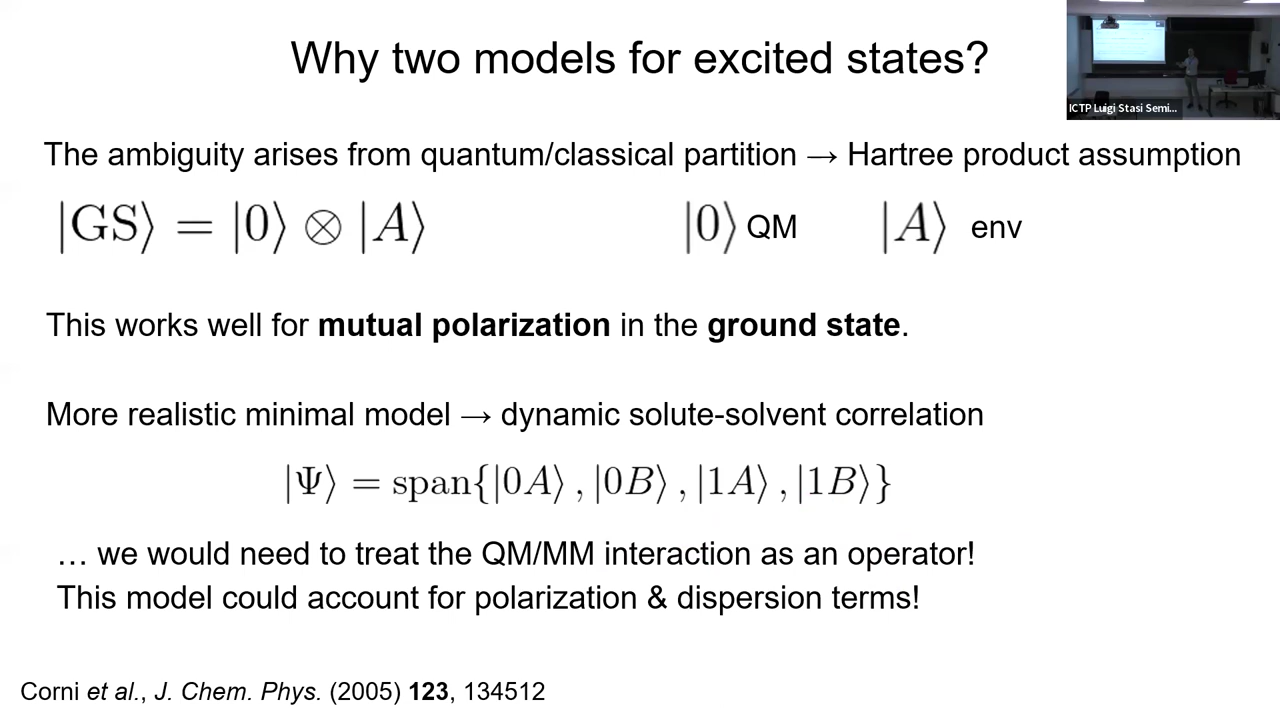 Why two models for excited states?
ICTP Luigi Stasi Semi...
The ambiguity arises from quantum/classical partition → Hartree product assumption
|GS⟩ = |0⟩ ⊗ |A⟩ |0⟩ QM |A⟩ env
This works well for mutual polarization in the ground state.
More realistic minimal model → dynamic solute-solvent correlation
|Ψ⟩ = span{|0A⟩ , |0B⟩ , |1A⟩ , |1B⟩}
… we would need to treat the QM/MM interaction as an operator!
This model could account for polarization & dispersion terms!
Corni et al., J. Chem. Phys. (2005) 123, 134512